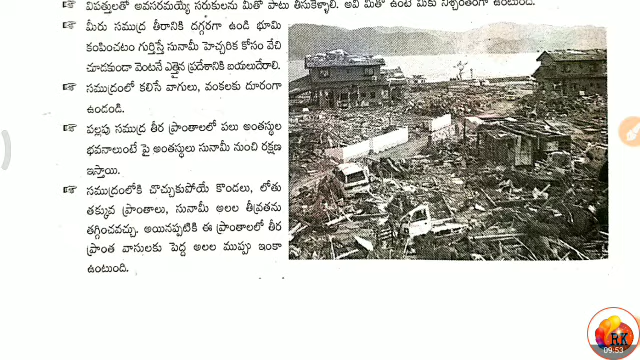 ☞ విపత్తులతో అవసరమయ్యే సరుకులను మీతో పాటు తీసుకెళ్ళాలి. అవి మీతో ఉంటే మీకు నిశ్చింతంగా ఉంటుంది.
☞ మీరు సముద్ర తీరానికి దగ్గరగా ఉండి భూమి
కంపించటం గుర్తిస్తే సునామీ హెచ్చరిక కోసం వేచి
చూడకుండా వెంటనే ఎత్తైన ప్రదేశానికి బయలుదేరాలి.
☞ సముద్రంలో కలిసే వాగులు, వంకలకు దూరంగా
ఉండండి.
☞ పల్లపు సముద్ర తీర ప్రాంతాలలో పలు అంతస్థుల
భవనాలుంటే పై అంతస్థులు సునామీ నుంచి రక్షణ
ఇస్తాయి.
☞ సముద్రంలోకి చొచ్చుకుపోయే కొండలు, లోతు
తక్కువ ప్రాంతాలు, సునామీ అలల తీవ్రతను
తగ్గించవచ్చు. అయినప్పటికి ఈ ప్రాంతాలలో తీర
ప్రాంత వాసులకు పెద్ద అలల ముప్పు ఇంకా
ఉంటుంది.
RK
09:53